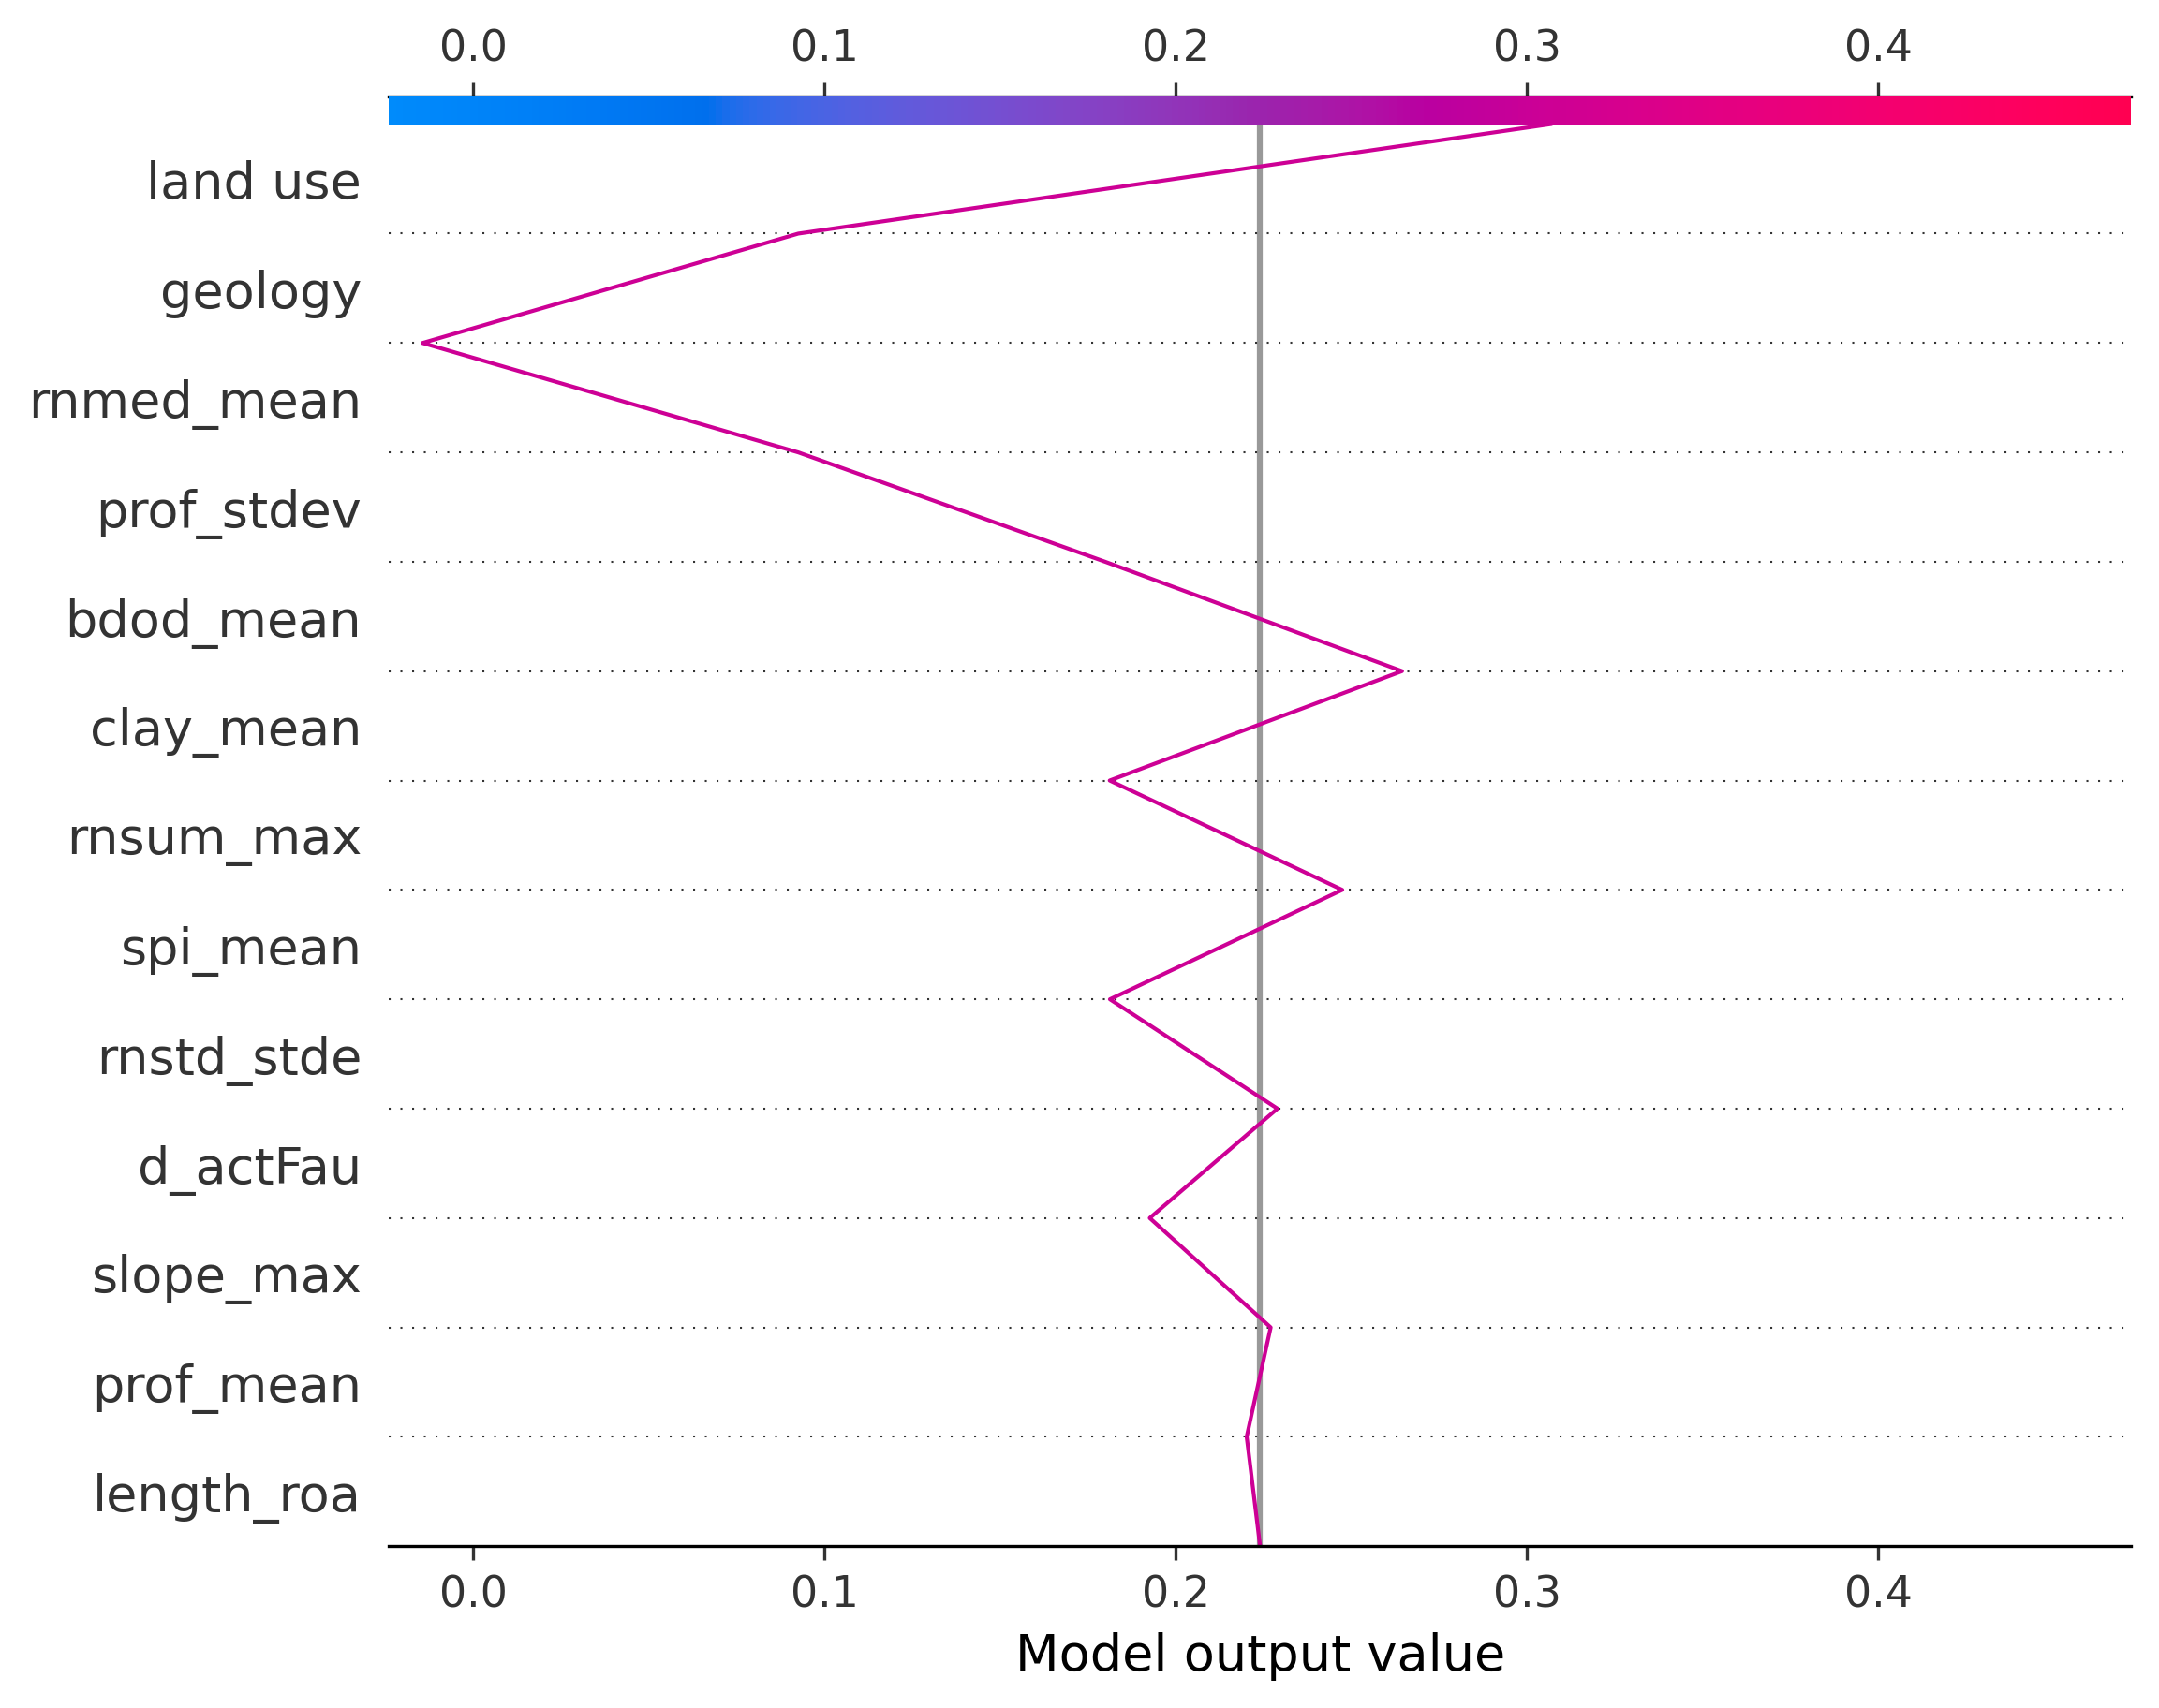 0.0 0.1 0.2 0.3 0.4
land use
geology
rnmed_mean
prof_stdev
bdod_mean
clay_mean
rnsum_max
spi_mean
rnstd_stde
d_actFau
slope_max
prof_mean
length_roa
0.0 0.1 0.2 0.3 0.4
Model output value